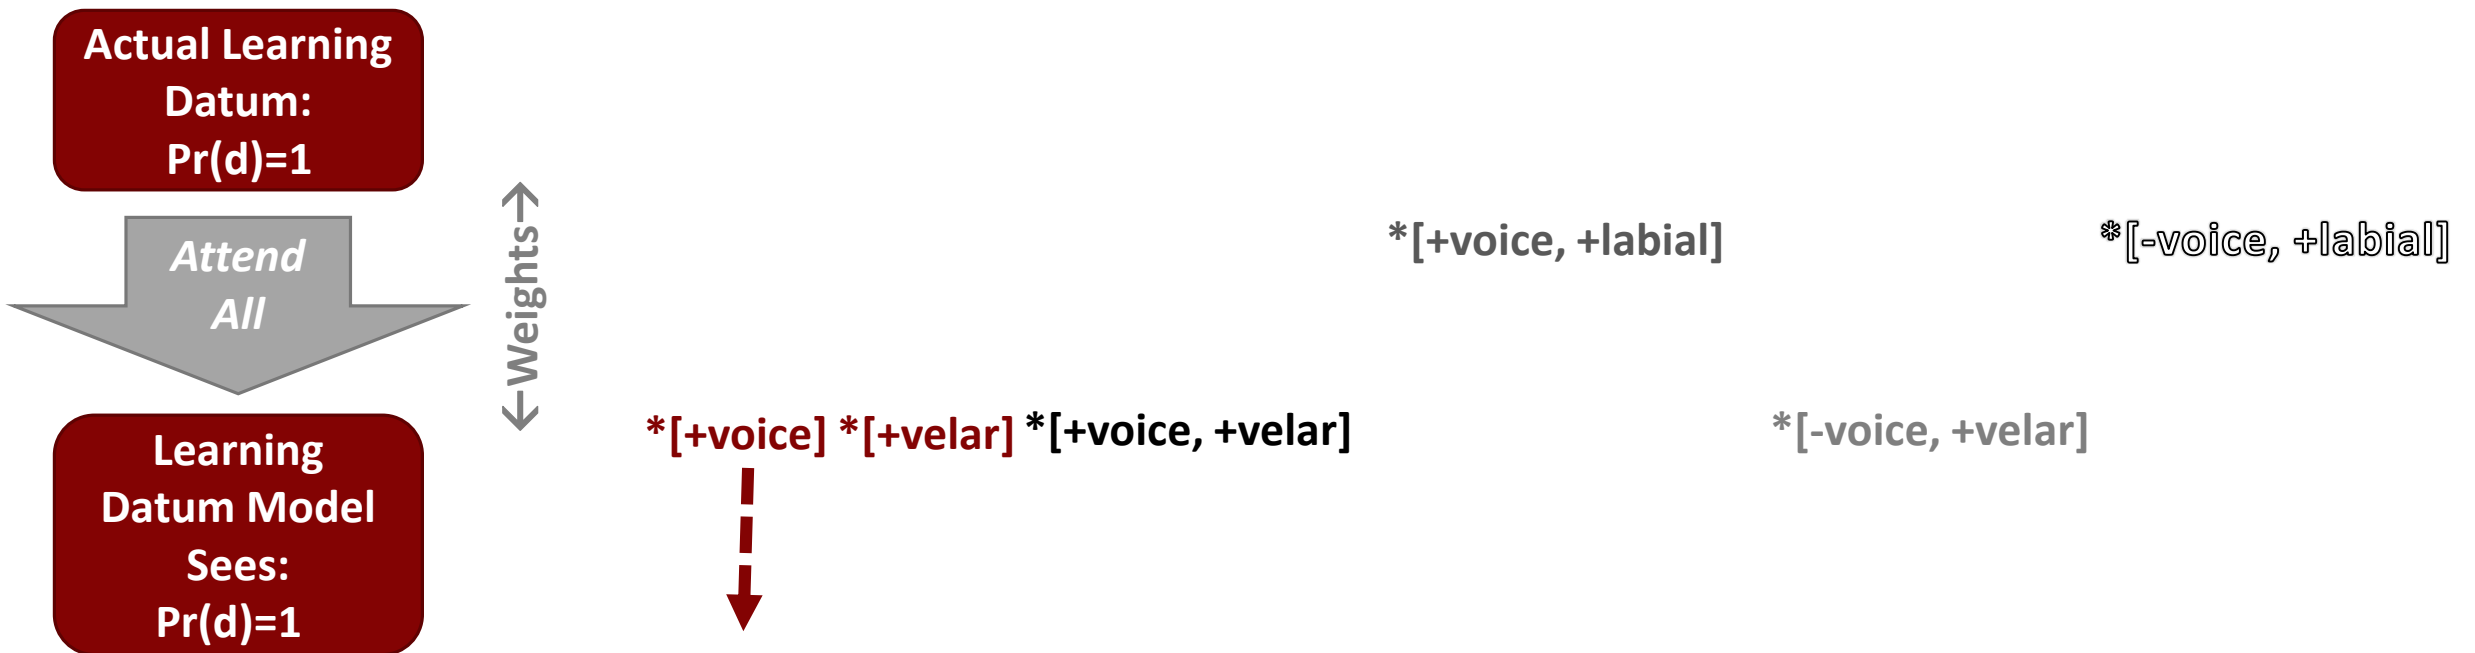 Actual Learning
Datum:
Pr(d)=1
Attend
All
←Weights→
*[+voice, +labial]
*[-voice, +labial]
*[+voice] *[+velar] *[+voice, +velar]
*[-voice, +velar]
Learning
Datum Model
Sees:
Pr(d)=1